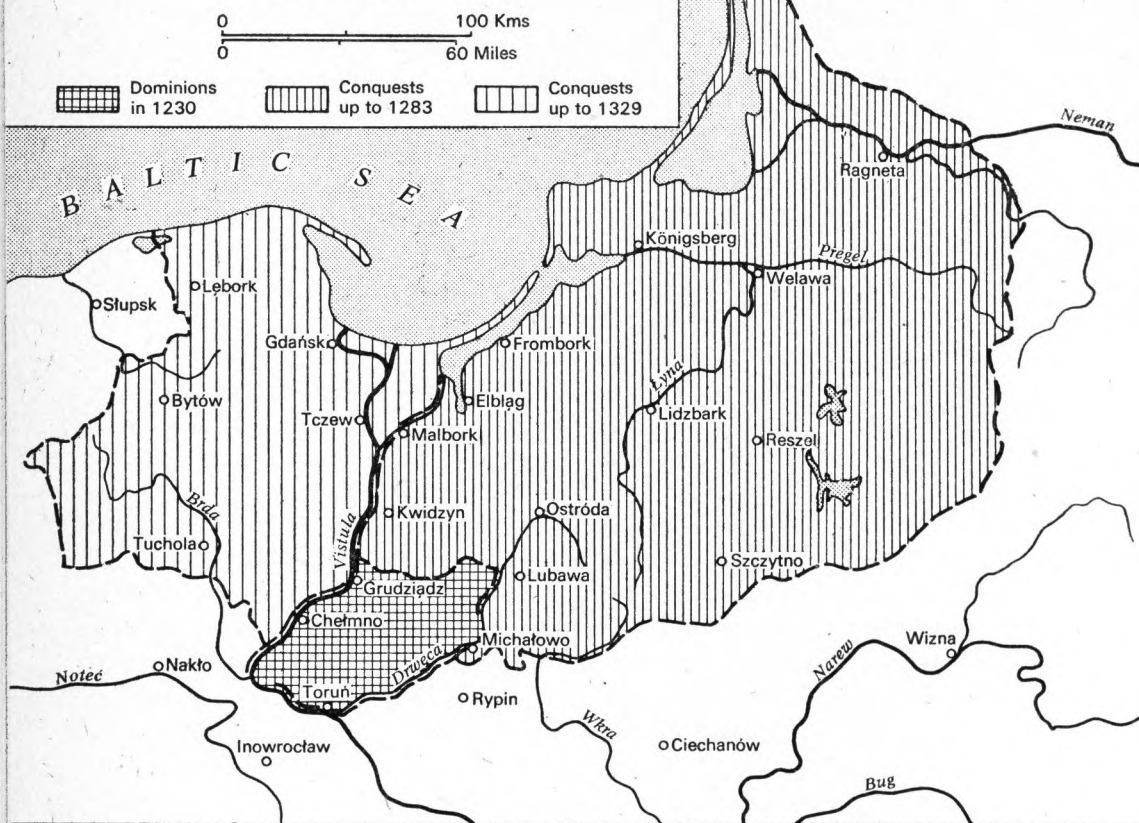 0 100 Kms
0 60 Miles
Dominions
in 1230
Conquests
up to 1283
Conquests
up to 1329
BALTIC SEA
Neman
Ragneta
Königsberg
Pregel
Welawa
Słupsk
Lębork
Gdańsk
Frombork
Łyna
Bytów
Elbląg
Lidzbark
Tczew
Malbork
Reszel
Brda
Vistula
Kwidzyn
Ostróda
Tuchola
Szczytno
Grudziądz
Lubawa
Chełmno
Michałowo
Wizna
Nakło
Noteć
Drwęca
Narew
Toruń
Rypin
Wkra
Inowrocław
Ciechanów
Bug